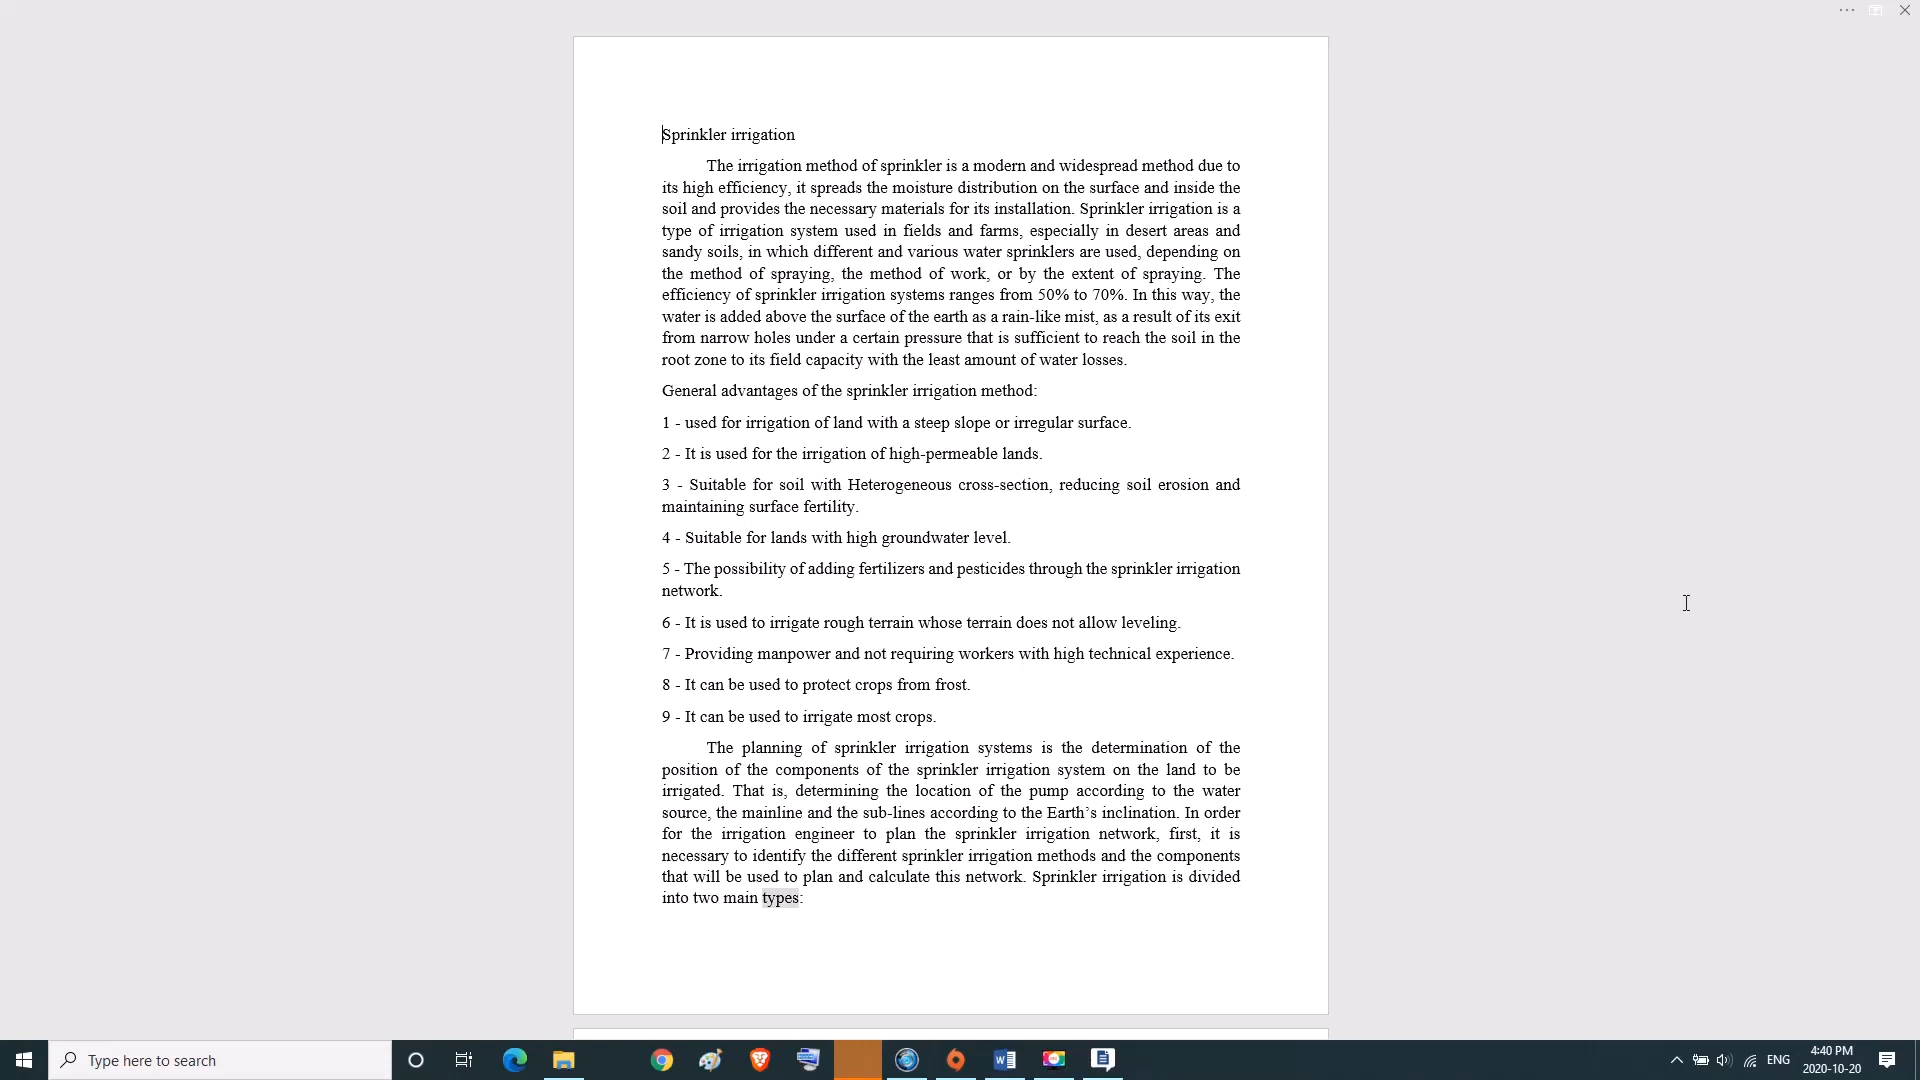 Sprinkler irrigation
The irrigation method of sprinkler is a modern and widespread method due to
its high efficiency, it spreads the moisture distribution on the surface and inside the
soil and provides the necessary materials for its installation. Sprinkler irrigation is a
type of irrigation system used in fields and farms, especially in desert areas and
sandy soils, in which different and various water sprinklers are used, depending on
the method of spraying, the method of work, or by the extent of spraying. The
efficiency of sprinkler irrigation systems ranges from 50% to 70%. In this way, the
water is added above the surface of the earth as a rain-like mist, as a result of its exit
from narrow holes under a certain pressure that is sufficient to reach the soil in the
root zone to its field capacity with the least amount of water losses.
General advantages of the sprinkler irrigation method:
1 - used for irrigation of land with a steep slope or irregular surface.
2 - It is used for the irrigation of high-permeable lands.
3 - Suitable for soil with Heterogeneous cross-section, reducing soil erosion and
maintaining surface fertility.
4 - Suitable for lands with high groundwater level.
5 - The possibility of adding fertilizers and pesticides through the sprinkler irrigation
network.
6 - It is used to irrigate rough terrain whose terrain does not allow leveling.
7 - Providing manpower and not requiring workers with high technical experience.
8 - It can be used to protect crops from frost.
9 - It can be used to irrigate most crops.
The planning of sprinkler irrigation systems is the determination of the
position of the components of the sprinkler irrigation system on the land to be
irrigated. That is, determining the location of the pump according to the water
source, the mainline and the sub-lines according to the Earth's inclination. In order
for the irrigation engineer to plan the sprinkler irrigation network, first, it is
necessary to identify the different sprinkler irrigation methods and the components
that will be used to plan and calculate this network. Sprinkler irrigation is divided
into two main types:
Type here to search
ENG
4:40 PM
2020-10-20